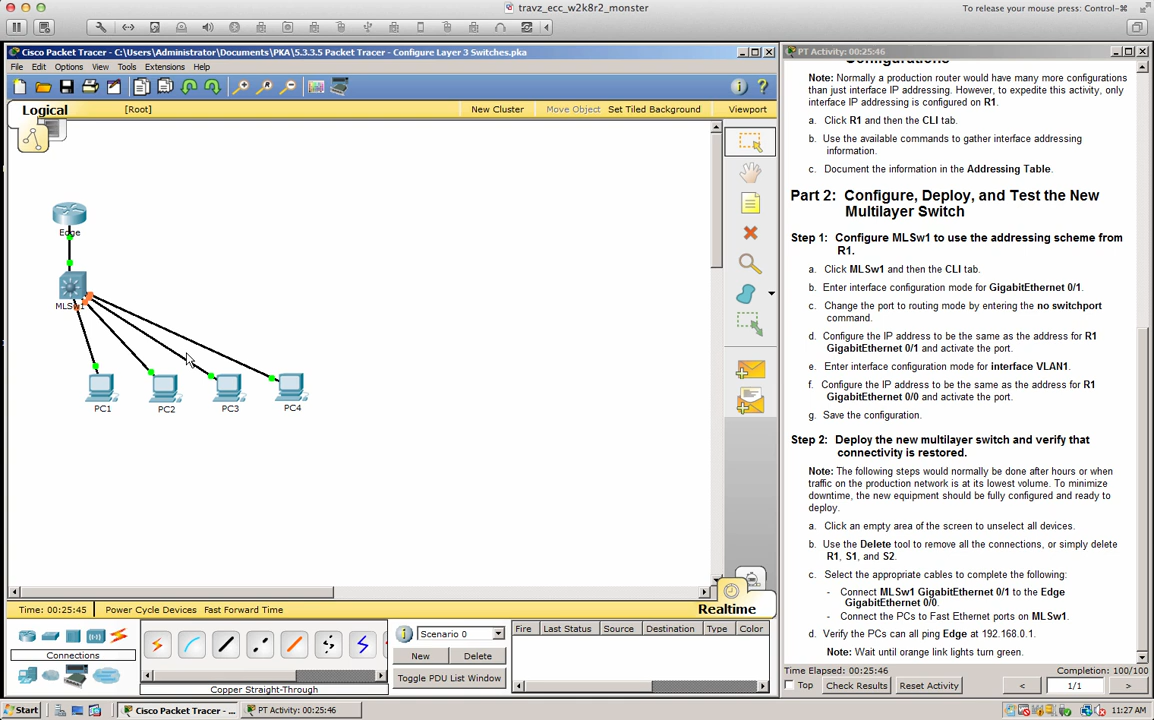 travz_ecc_w2k8r2_monster
To release your mouse press: Control-⌘
Cisco Packet Tracer - C:\Users\Administrator\Documents\PKA\5.3.3.5 Packet Tracer - Configure Layer 3 Switches.pka
File Edit Options View Tools Extensions Help
Logical
[Root]
New Cluster
Move Object
Set Tiled Background
Viewport
Edge
MLSw1
PC1
PC2
PC3
PC4
Time: 00:25:45
Power Cycle Devices Fast Forward Time
Realtime
Connections
Copper Straight-Through
Scenario 0
New
Delete
Toggle PDU List Window
Fire Last Status Source Destination Type Color
PT Activity: 00:25:46
Configurations
Note: Normally a production router would have many more configurations
than just interface IP addressing. However, to expedite this activity, only
interface IP addressing is configured on R1.
a. Click R1 and then the CLI tab.
b. Use the available commands to gather interface addressing
information.
c. Document the information in the Addressing Table.
Part 2: Configure, Deploy, and Test the New
Multilayer Switch
Step 1: Configure MLSw1 to use the addressing scheme from
R1.
a. Click MLSw1 and then the CLI tab.
b. Enter interface configuration mode for GigabitEthernet 0/1.
c. Change the port to routing mode by entering the no switchport
command.
d. Configure the IP address to be the same as the address for R1
GigabitEthernet 0/1 and activate the port.
e. Enter interface configuration mode for interface VLAN1.
f. Configure the IP address to be the same as the address for R1
GigabitEthernet 0/0 and activate the port.
g. Save the configuration.
Step 2: Deploy the new multilayer switch and verify that
connectivity is restored.
Note: The following steps would normally be done after hours or when
traffic on the production network is at its lowest volume. To minimize
downtime, the new equipment should be fully configured and ready to
deploy.
a. Click an empty area of the screen to unselect all devices.
b. Use the Delete tool to remove all the connections, or simply delete
R1, S1, and S2.
c. Select the appropriate cables to complete the following:
- Connect MLSw1 GigabitEthernet 0/1 to the Edge
GigabitEthernet 0/0.
- Connect the PCs to Fast Ethernet ports on MLSw1.
d. Verify the PCs can all ping Edge at 192.168.0.1.
Note: Wait until orange link lights turn green.
Time Elapsed: 00:25:46
Completion: 100/100
Top
Check Results
Reset Activity
<
1/1
>
Start
Cisco Packet Tracer - ...
PT Activity: 00:25:46
11:27 AM